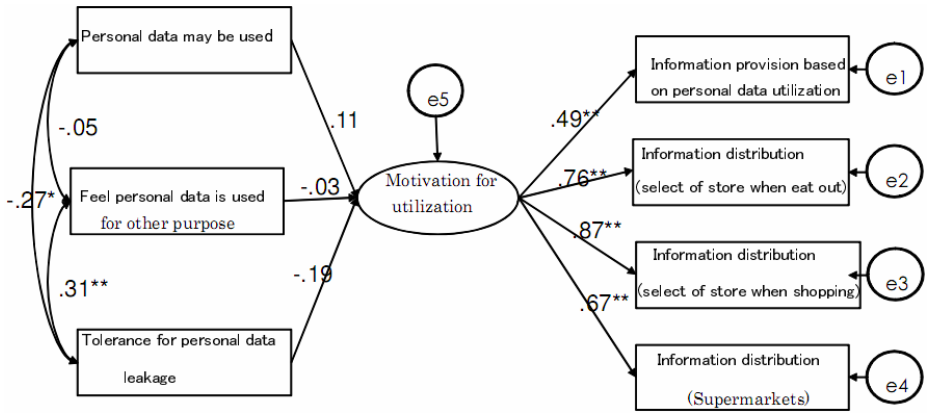 Personal data may be used
-.05
-.27*
Feel personal data is used
for other purpose
.31**
Tolerance for personal data
leakage
.11
-.03
-.19
e5
Motivation for
utilization
.49**
.76**
.87**
.67**
Information provision based
on personal data utilization
e1
Information distribution
(select of store when eat out)
e2
Information distribution
(select of store when shopping)
e3
Information distribution
(Supermarkets)
e4